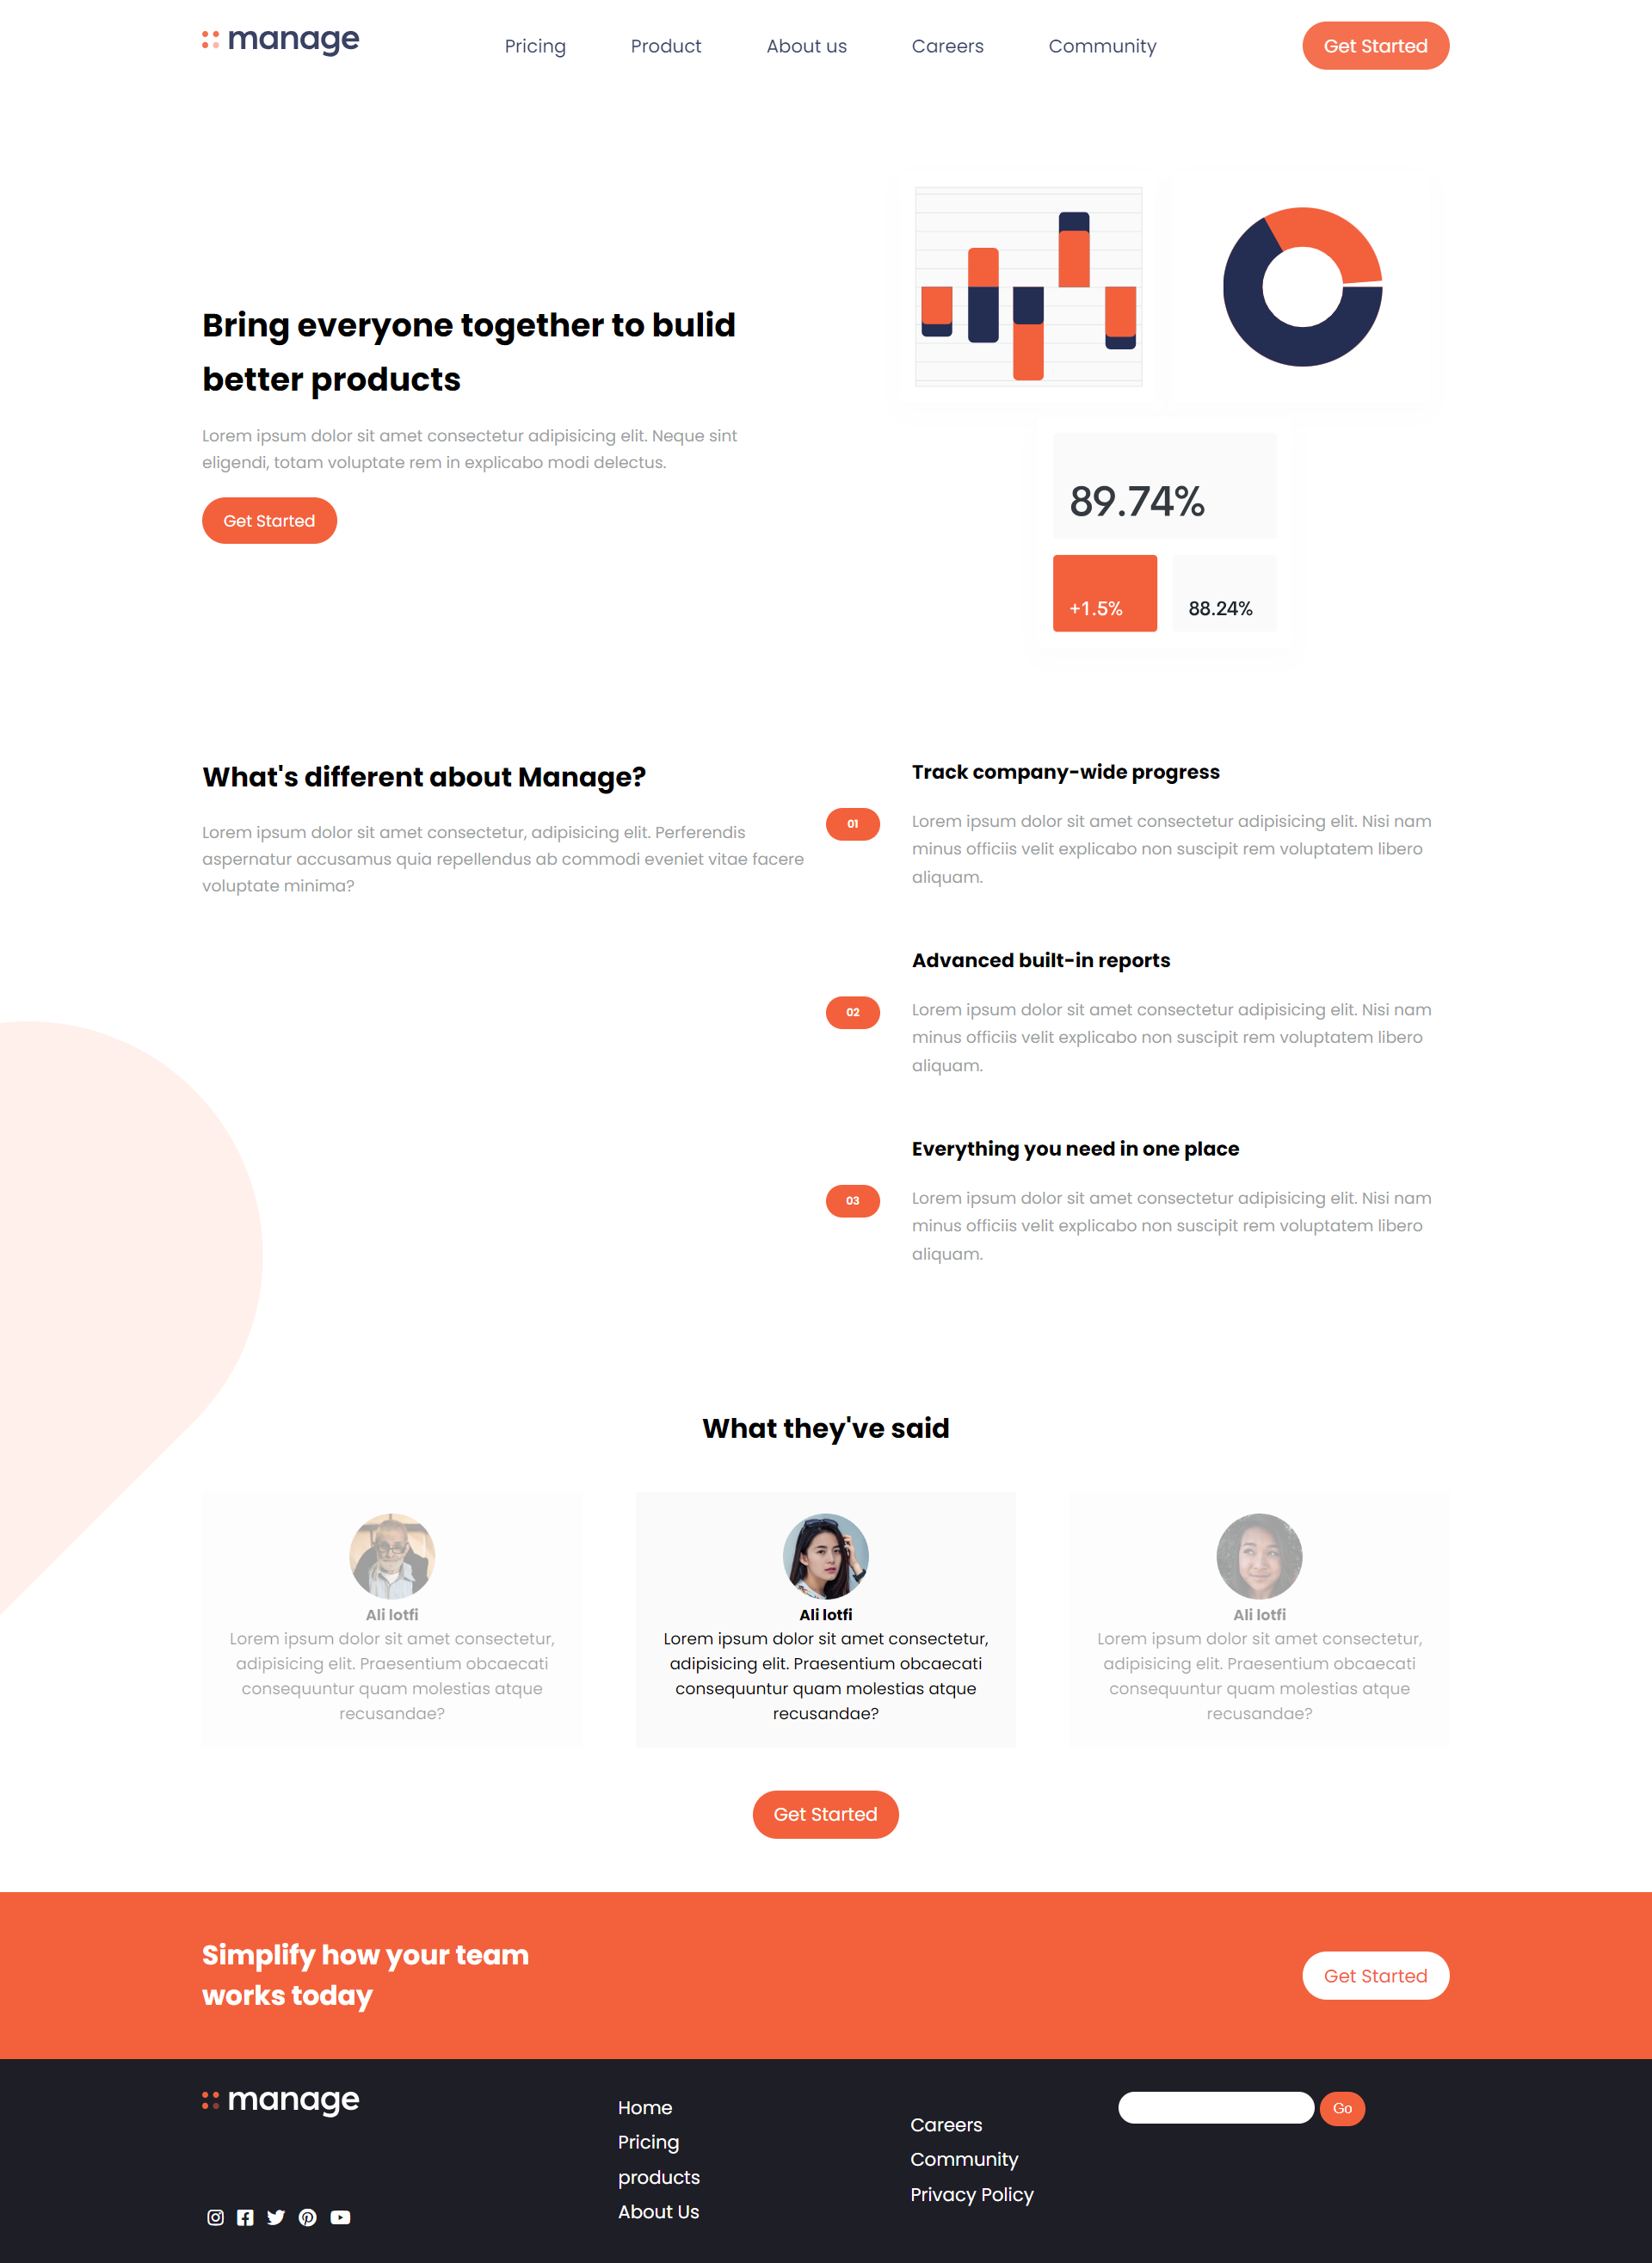 manage
Pricing
Product
About us
Careers
Community
Get Started
Bring everyone together to bulid
better products
Lorem ipsum dolor sit amet consectetur adipisicing elit. Neque sint
eligendi, totam voluptate rem in explicabo modi delectus.
Get Started
89.74%
+1.5%
88.24%
What's different about Manage?
Lorem ipsum dolor sit amet consectetur, adipisicing elit. Perferendis
aspernatur accusamus quia repellendus ab commodi eveniet vitae facere
voluptate minima?
Track company-wide progress
01
Lorem ipsum dolor sit amet consectetur adipisicing elit. Nisi nam
minus officiis velit explicabo non suscipit rem voluptatem libero
aliquam.
Advanced built-in reports
02
Lorem ipsum dolor sit amet consectetur adipisicing elit. Nisi nam
minus officiis velit explicabo non suscipit rem voluptatem libero
aliquam.
Everything you need in one place
03
Lorem ipsum dolor sit amet consectetur adipisicing elit. Nisi nam
minus officiis velit explicabo non suscipit rem voluptatem libero
aliquam.
What they've said
Ali lotfi
Lorem ipsum dolor sit amet consectetur,
adipisicing elit. Praesentium obcaecati
consequuntur quam molestias atque
recusandae?
Ali lotfi
Lorem ipsum dolor sit amet consectetur,
adipisicing elit. Praesentium obcaecati
consequuntur quam molestias atque
recusandae?
Ali lotfi
Lorem ipsum dolor sit amet consectetur,
adipisicing elit. Praesentium obcaecati
consequuntur quam molestias atque
recusandae?
Get Started
Simplify how your team
works today
Get Started
manage
Home
Pricing
products
About Us
Careers
Community
Privacy Policy
Go